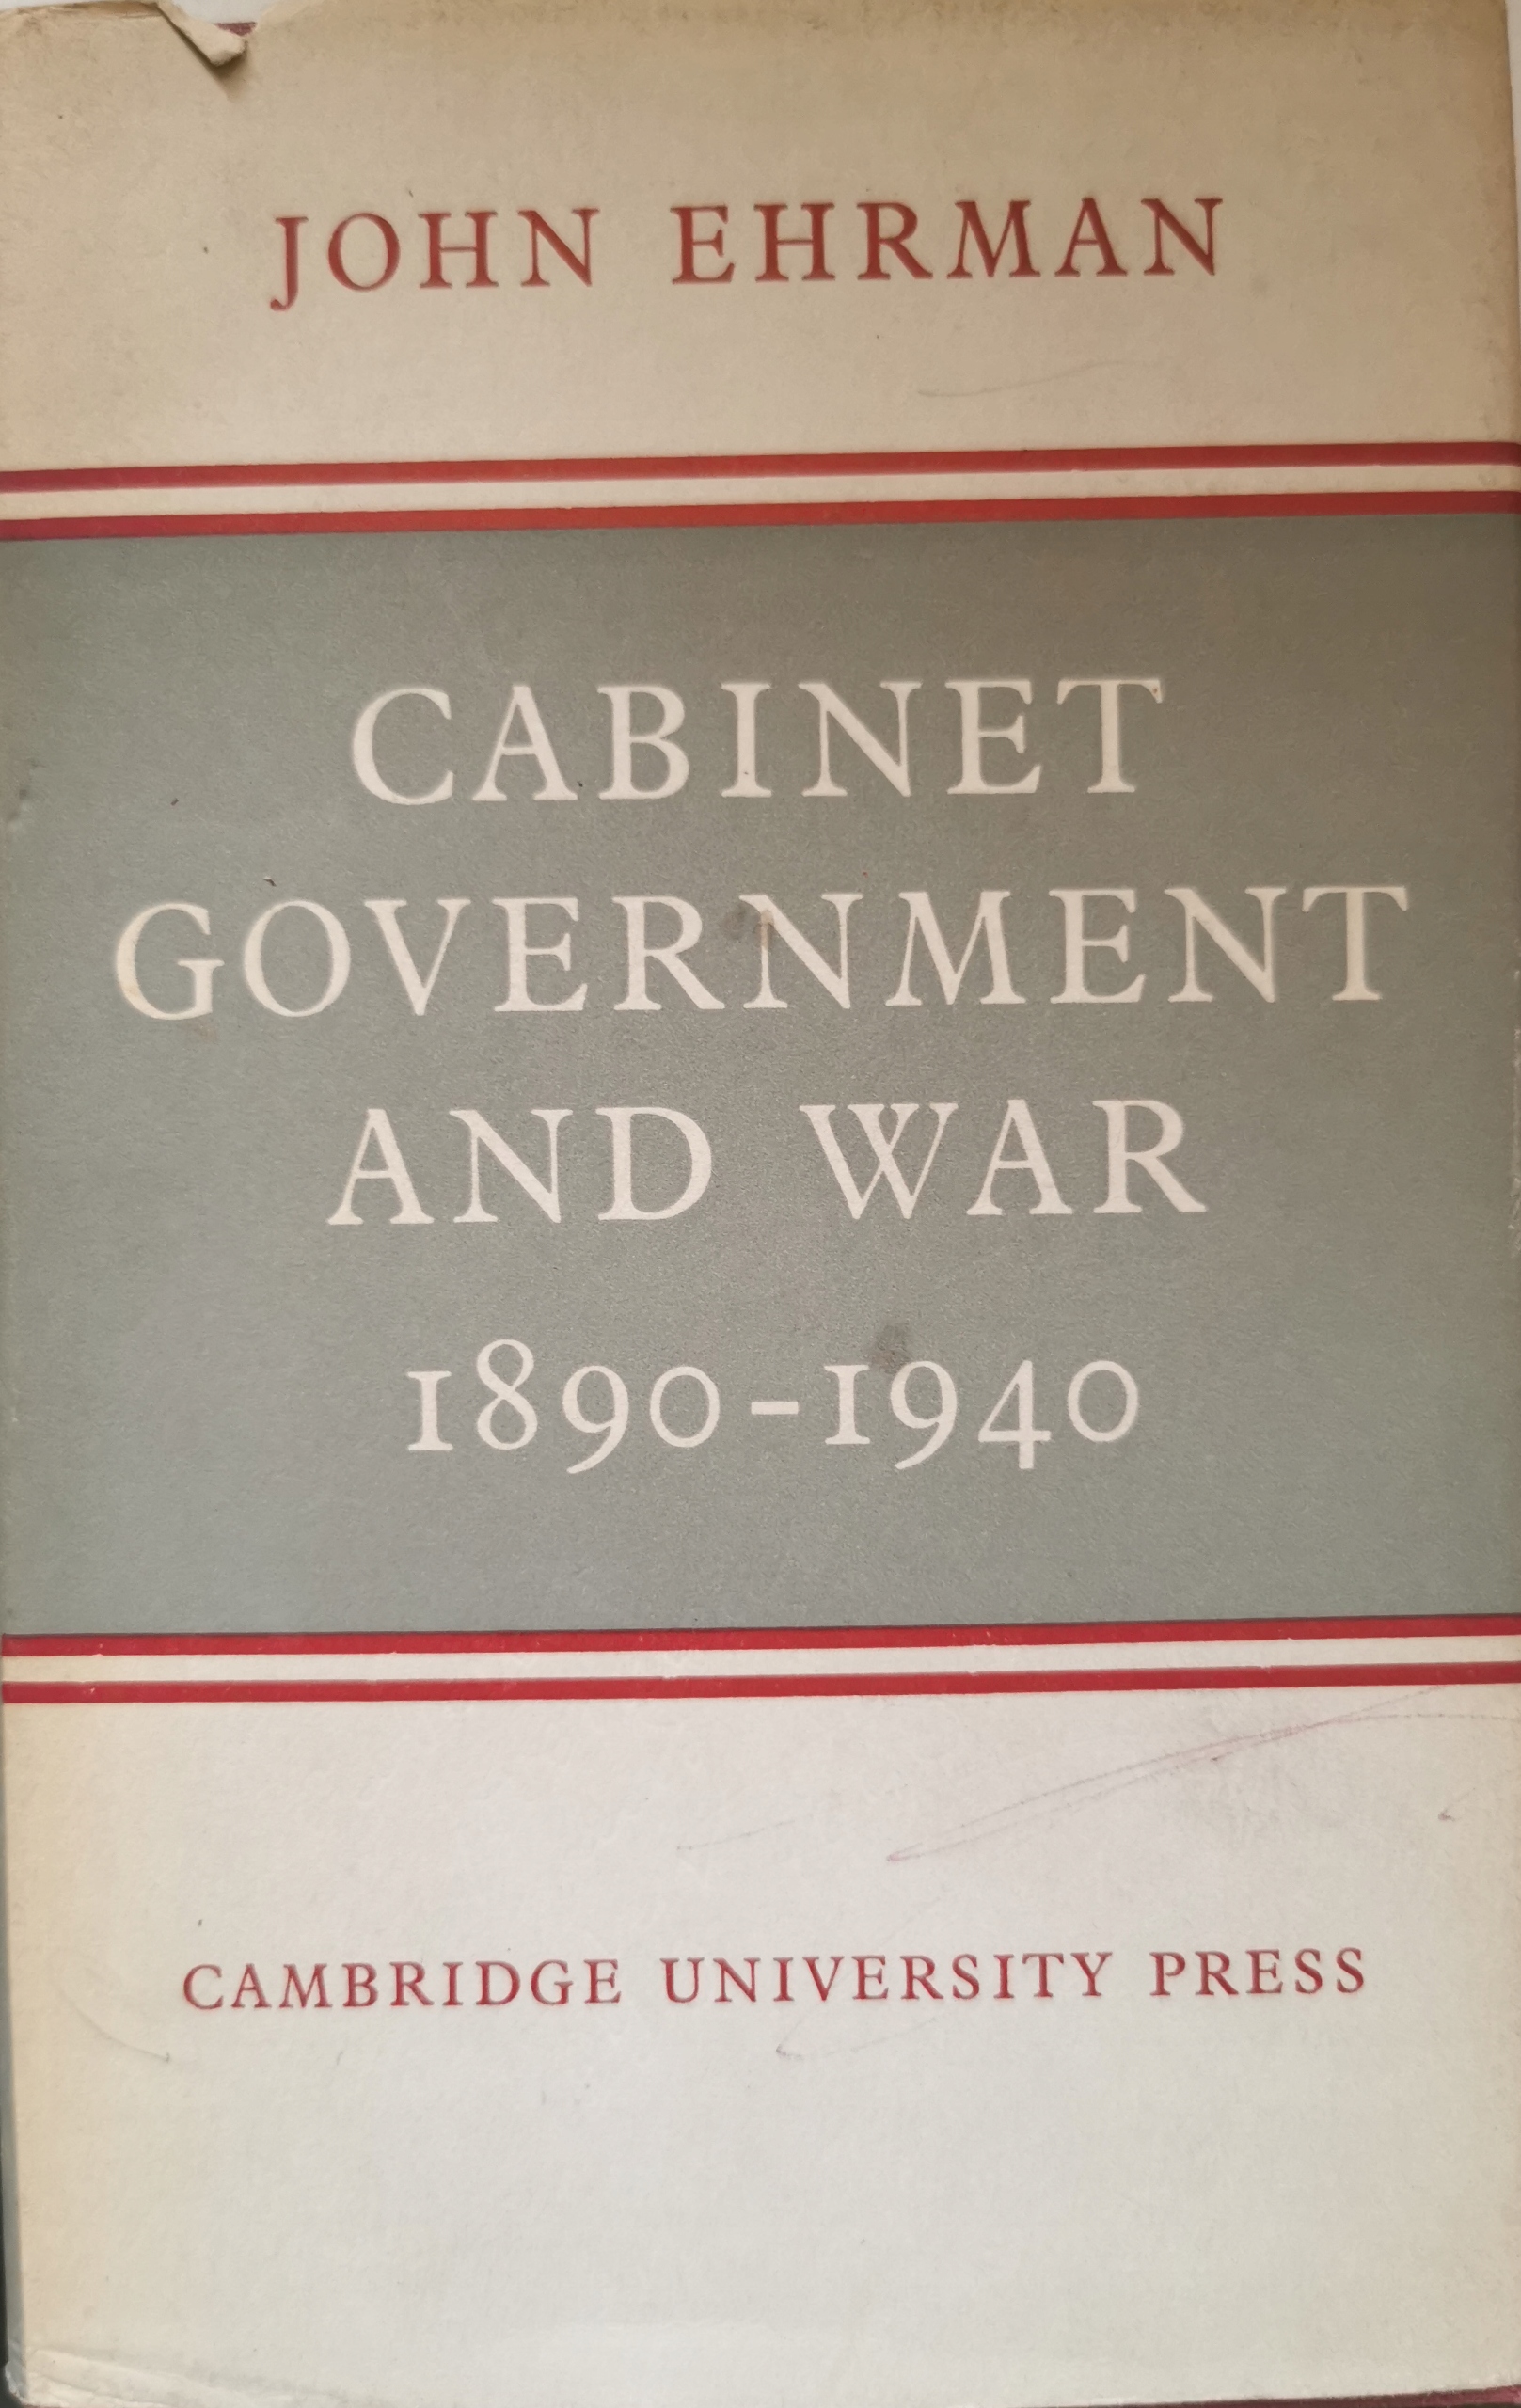 JOHN EHRMAN
CABINET
GOVERNMENT
AND WAR
1890-1940
CAMBRIDGE UNIVERSITY PRESS